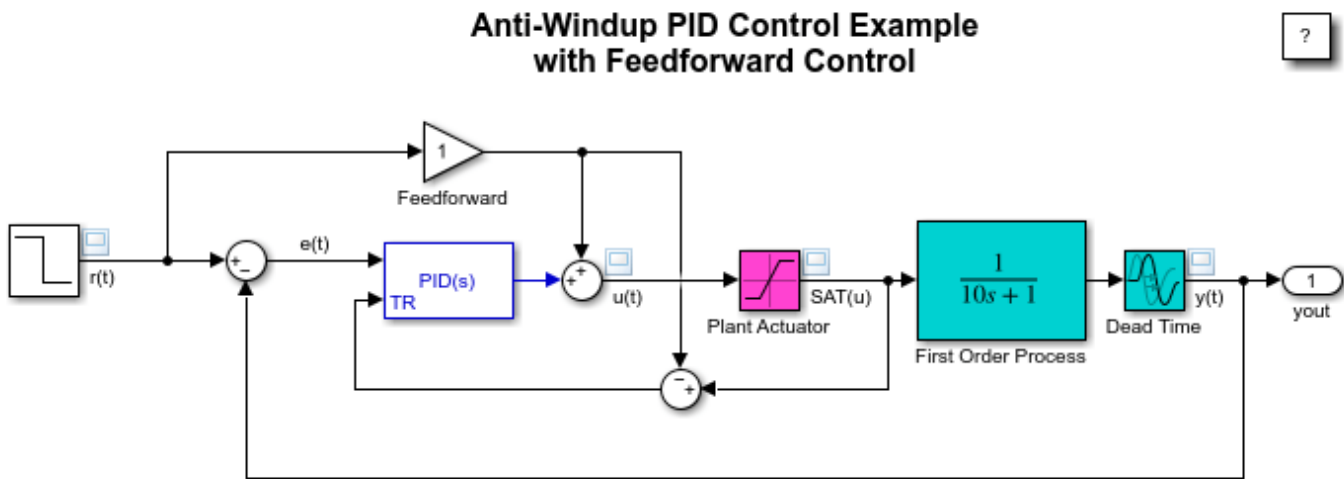 Anti-Windup PID Control Example
with Feedforward Control
?
1
Feedforward
r(t)
+
−
e(t)
PID(s)
TR
+
+
u(t)
Plant Actuator
SAT(u)
1
10s + 1
First Order Process
Dead Time
y(t)
1
yout
−
+